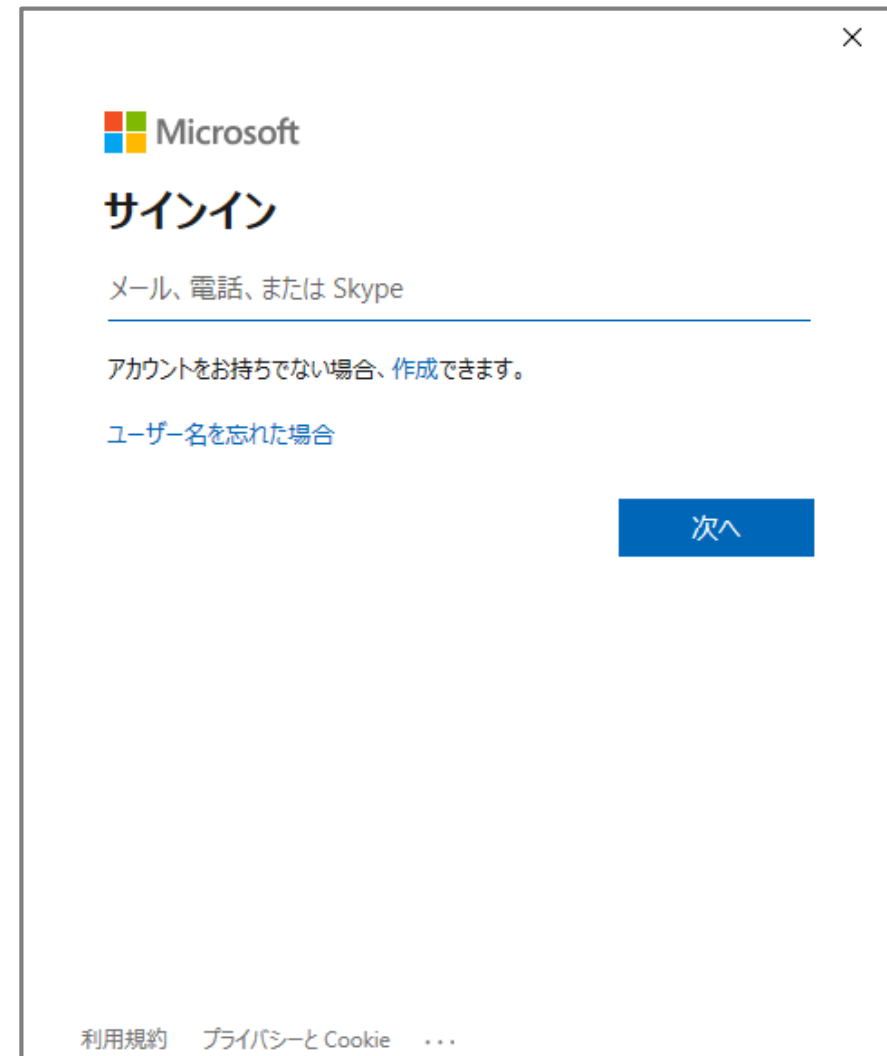 Microsoft
サインイン
メール、電話、または Skype
アカウントをお持ちでない場合、作成できます。
ユーザー名を忘れた場合
次へ
利用規約 プライバシーと Cookie ...